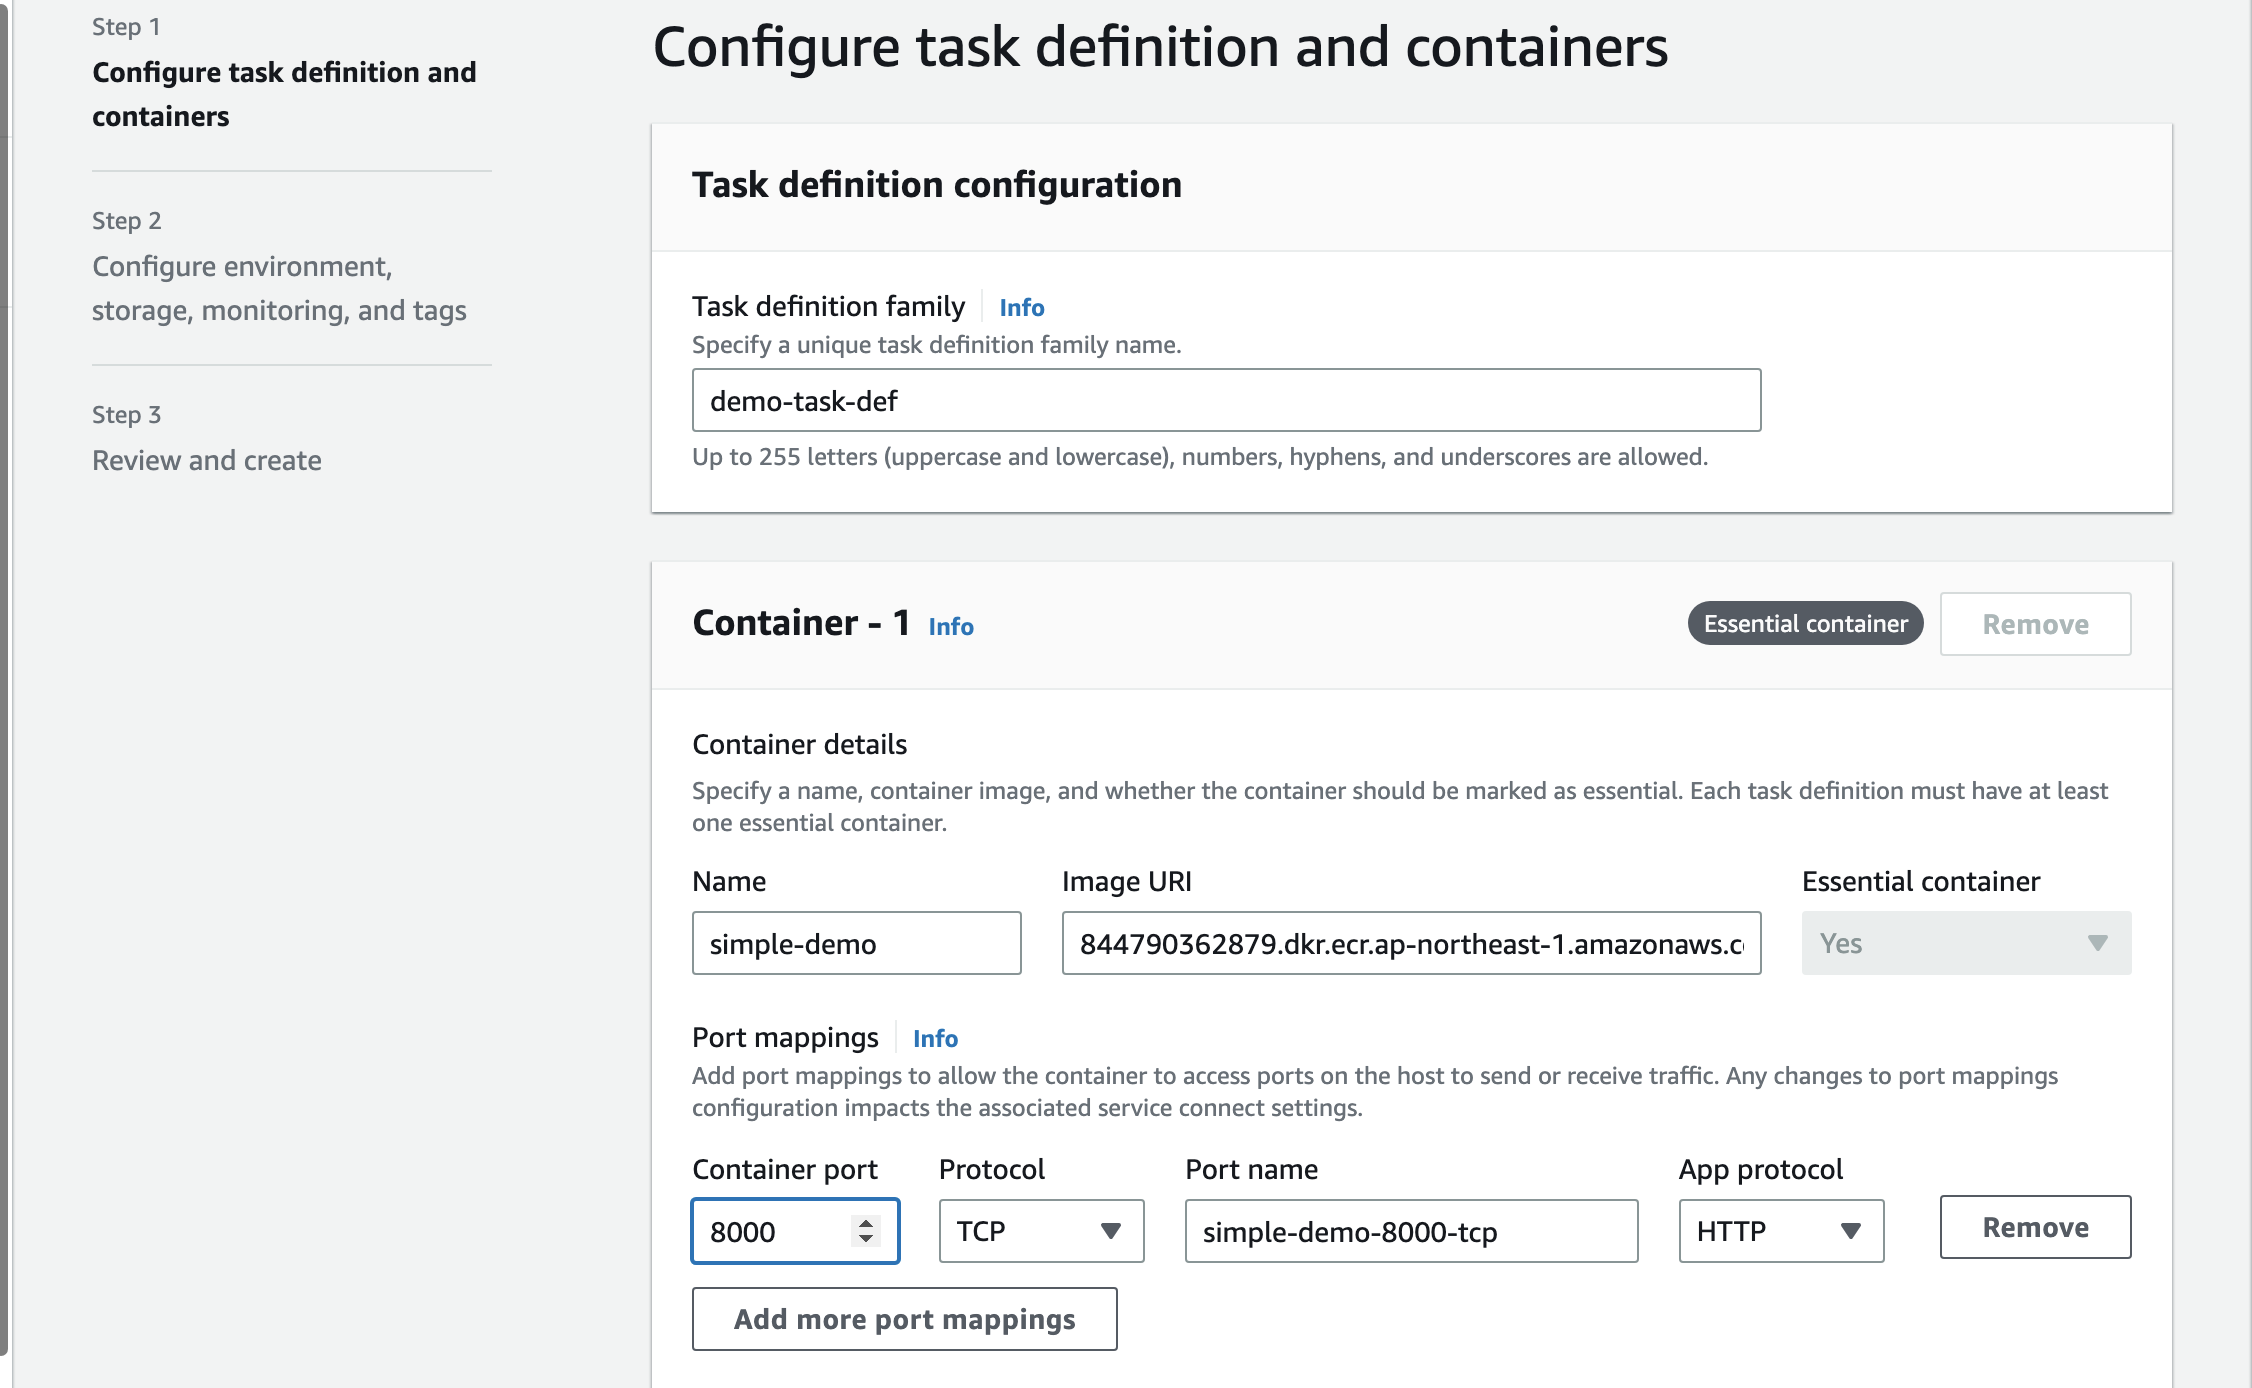 Step 1
Configure task definition and
containers
Step 2
Configure environment,
storage, monitoring, and tags
Step 3
Review and create
Configure task definition and containers
Task definition configuration
Task definition family Info
Specify a unique task definition family name.
demo-task-def
Up to 255 letters (uppercase and lowercase), numbers, hyphens, and underscores are allowed.
Container - 1 Info Essential container Remove
Container details
Specify a name, container image, and whether the container should be marked as essential. Each task definition must have at least
one essential container.
Name Image URI Essential container
simple-demo 844790362879.dkr.ecr.ap-northeast-1.amazonaws.c Yes
Port mappings Info
Add port mappings to allow the container to access ports on the host to send or receive traffic. Any changes to port mappings
configuration impacts the associated service connect settings.
Container port Protocol Port name App protocol
8000 TCP simple-demo-8000-tcp HTTP Remove
Add more port mappings